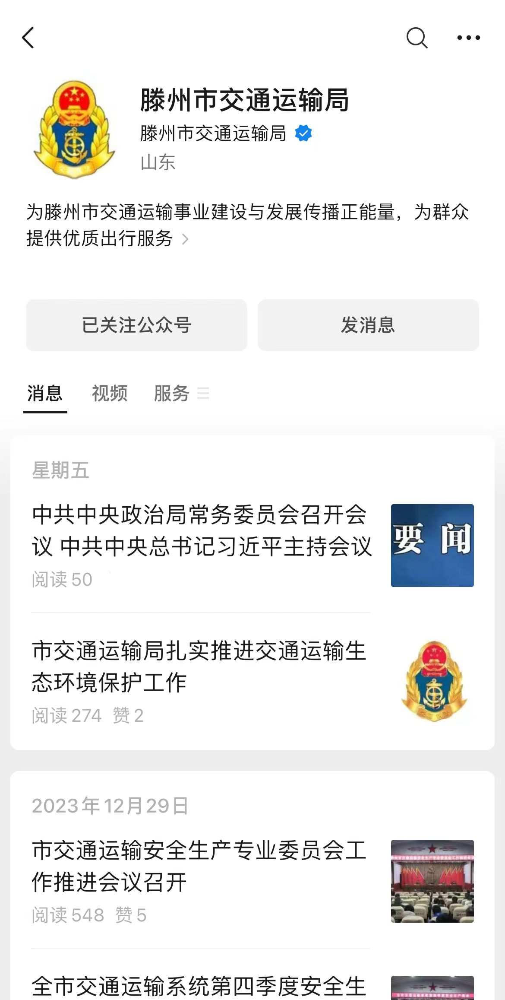 滕州市交通运输局
滕州市交通运输局
山东
为滕州市交通运输事业建设与发展传播正能量，为群众
提供优质出行服务
已关注公众号
发消息
消息 视频 服务
星期五
中共中央政治局常务委员会召开会
议 中共中央总书记习近平主持会议
阅读 50
要 闻
市交通运输局扎实推进交通运输生
态环境保护工作
阅读 274 赞 2
2023年12月29日
市交通运输安全生产专业委员会工
作推进会议召开
阅读 548 赞 5
全市交通运输系统第四季度安全生